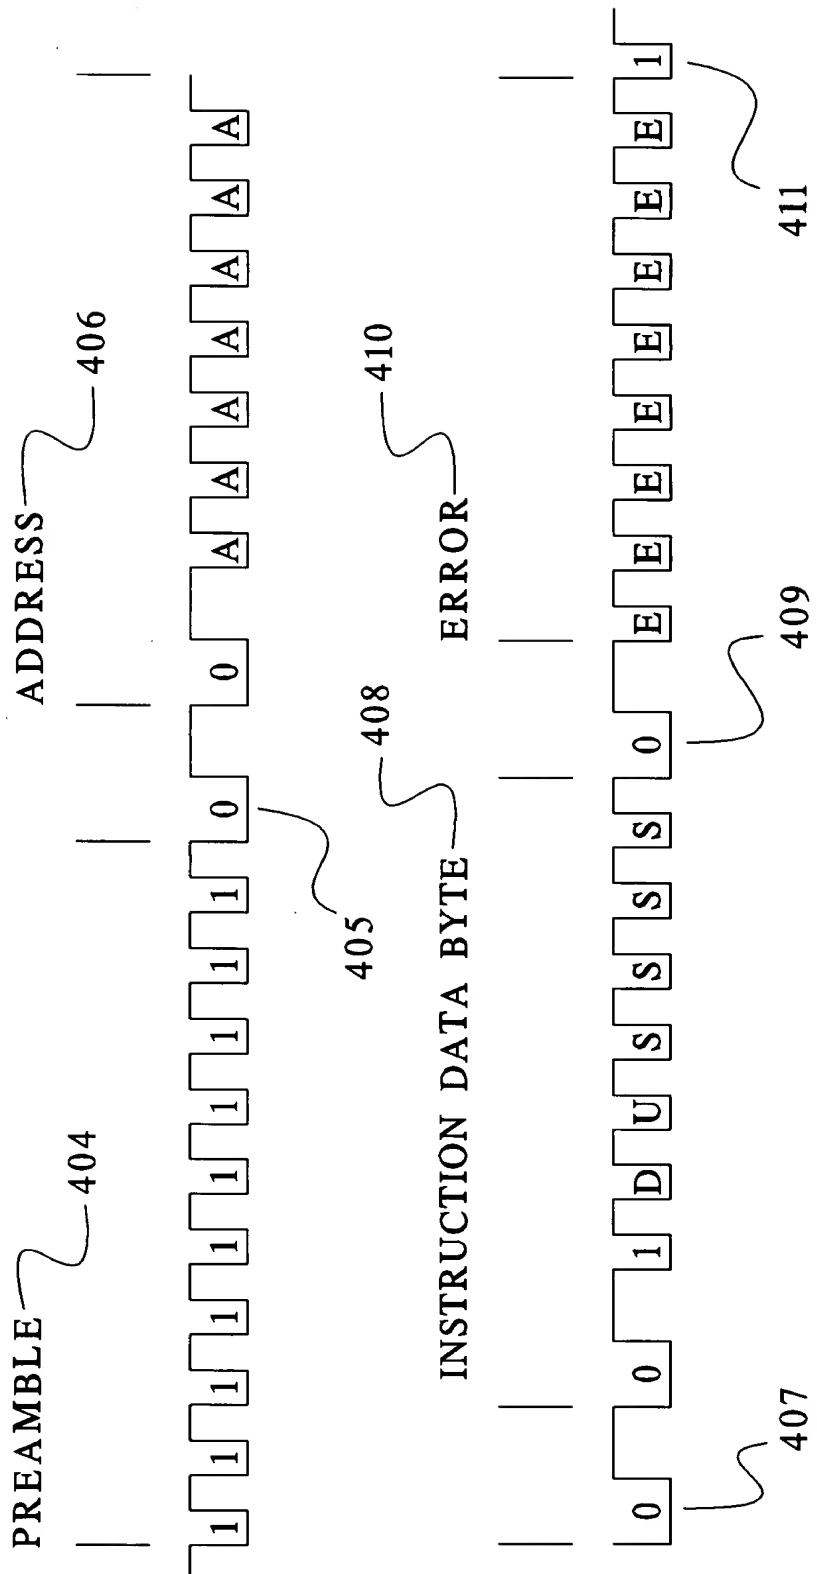 PREAMBLE 404 ADDRESS 406
1 1 1 1 1 1 1 1 1 1 0 0 A A A A A A A
405
INSTRUCTION DATA BYTE 408 ERROR 410
0 0 1 D U S S S S 0 E E E E E E E E 1
407 409 411